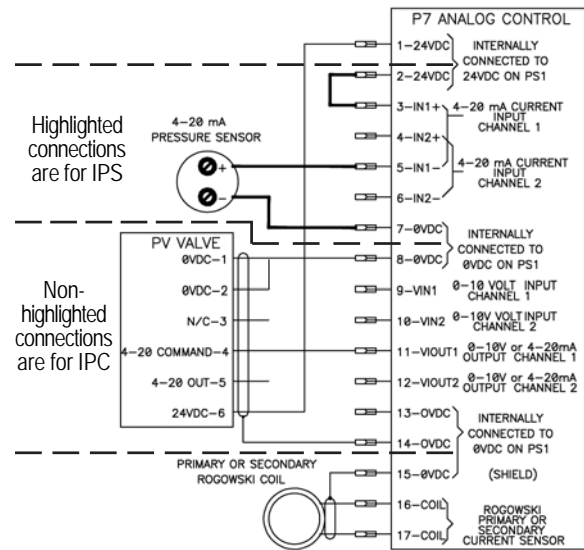 P7 ANALOG CONTROL
1-24VDC
INTERNALLY
CONNECTED TO
24VDC ON PS1
2-24VDC
Highlighted
connections
are for IPS
4-20 mA
PRESSURE SENSOR
+
-
3-IN1+
4-20 mA CURRENT
INPUT
CHANNEL 1
4-IN2+
5-IN1-
4-20 mA CURRENT
INPUT
CHANNEL 2
6-IN2-
7-0VDC
INTERNALLY
CONNECTED TO
0VDC ON PS1
8-0VDC
Non-
highlighted
connections
are for IPC
PV VALVE
0VDC-1
0VDC-2
N/C-3
4-20 COMMAND-4
4-20 OUT-5
24VDC-6
9-VIN1
0-10 VOLT INPUT
CHANNEL 1
10-VIN2
0-10V VOLT INPUT
CHANNEL 2
11-VIOUT1
0-10V or 4-20mA
OUTPUT CHANNEL 1
12-VIOUT2
0-10V or 4-20mA
OUTPUT CHANNEL 2
13-0VDC
INTERNALLY
CONNECTED TO
0VDC ON PS1
14-0VDC
PRIMARY OR SECONDARY
ROGOWSKI COIL
15-0VDC
(SHIELD)
16-COIL
17-COIL
ROGOWSKI
PRIMARY OR
SECONDARY
CURRENT SENSOR